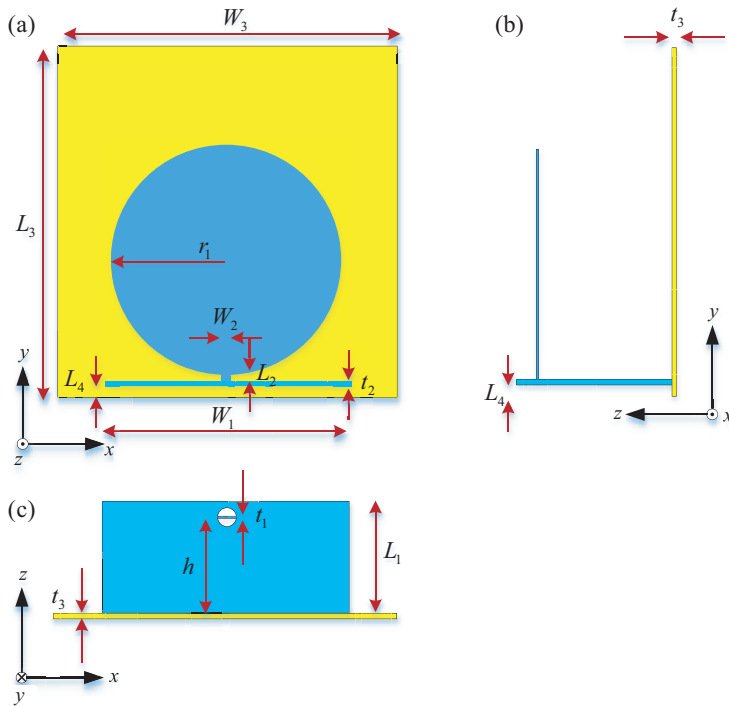 (a)
W₃
(b)
t₃
L₃
r₁
W₂
y
L₄
L₂
t₂
y
L₄
W₁
z
x
z
x
(c)
t₁
h
L₁
z
t₃
x
y